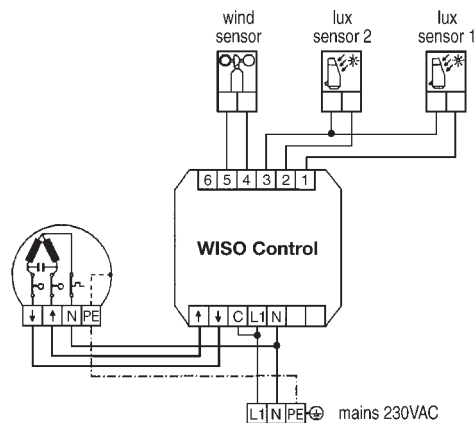 wind sensor
lux sensor 2
lux sensor 1
6 5 4 3 2 1
WISO Control
↓ ↑ N PE
↑ ↓ C L1 N
L1 N PE mains 230VAC